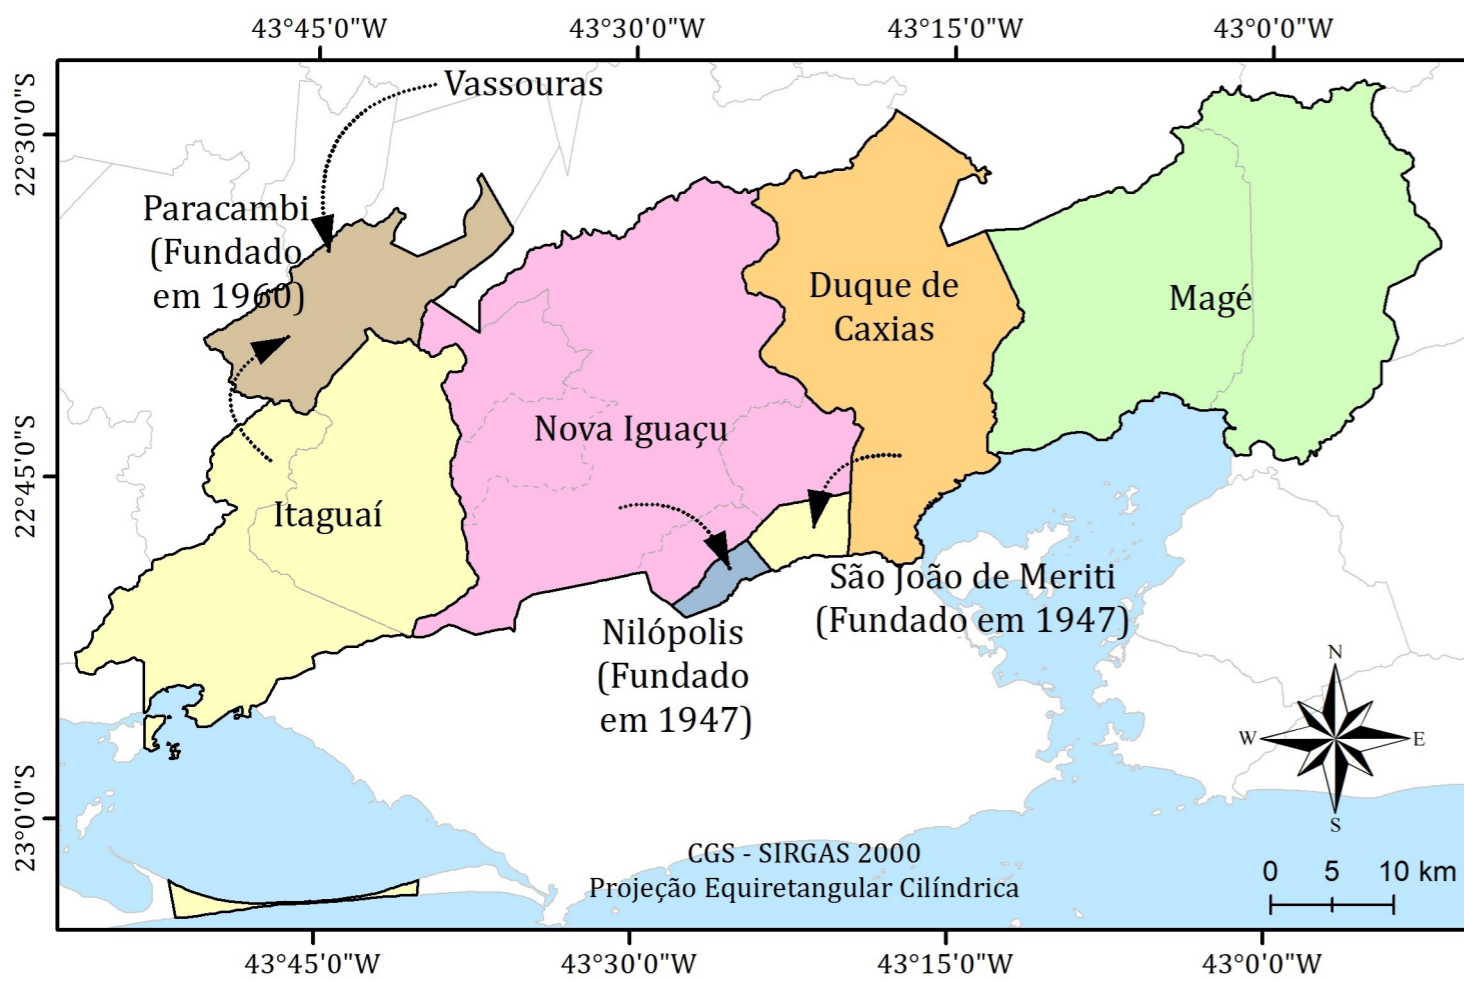 43°45'0"W
43°30'0"W
43°15'0"W
43°0'0"W
22°30'0"S
22°45'0"S
23°0'0"S
Vassouras
Paracambi
(Fundado
em 1960)
Duque de
Caxias
Magé
Nova Iguaçu
Itaguaí
São João de Meriti
(Fundado em 1947)
Nilópolis
(Fundado
em 1947)
N
W
E
S
CGS - SIRGAS 2000
Projeção Equiretangular Cilíndrica
0 5 10 km
43°45'0"W
43°30'0"W
43°15'0"W
43°0'0"W